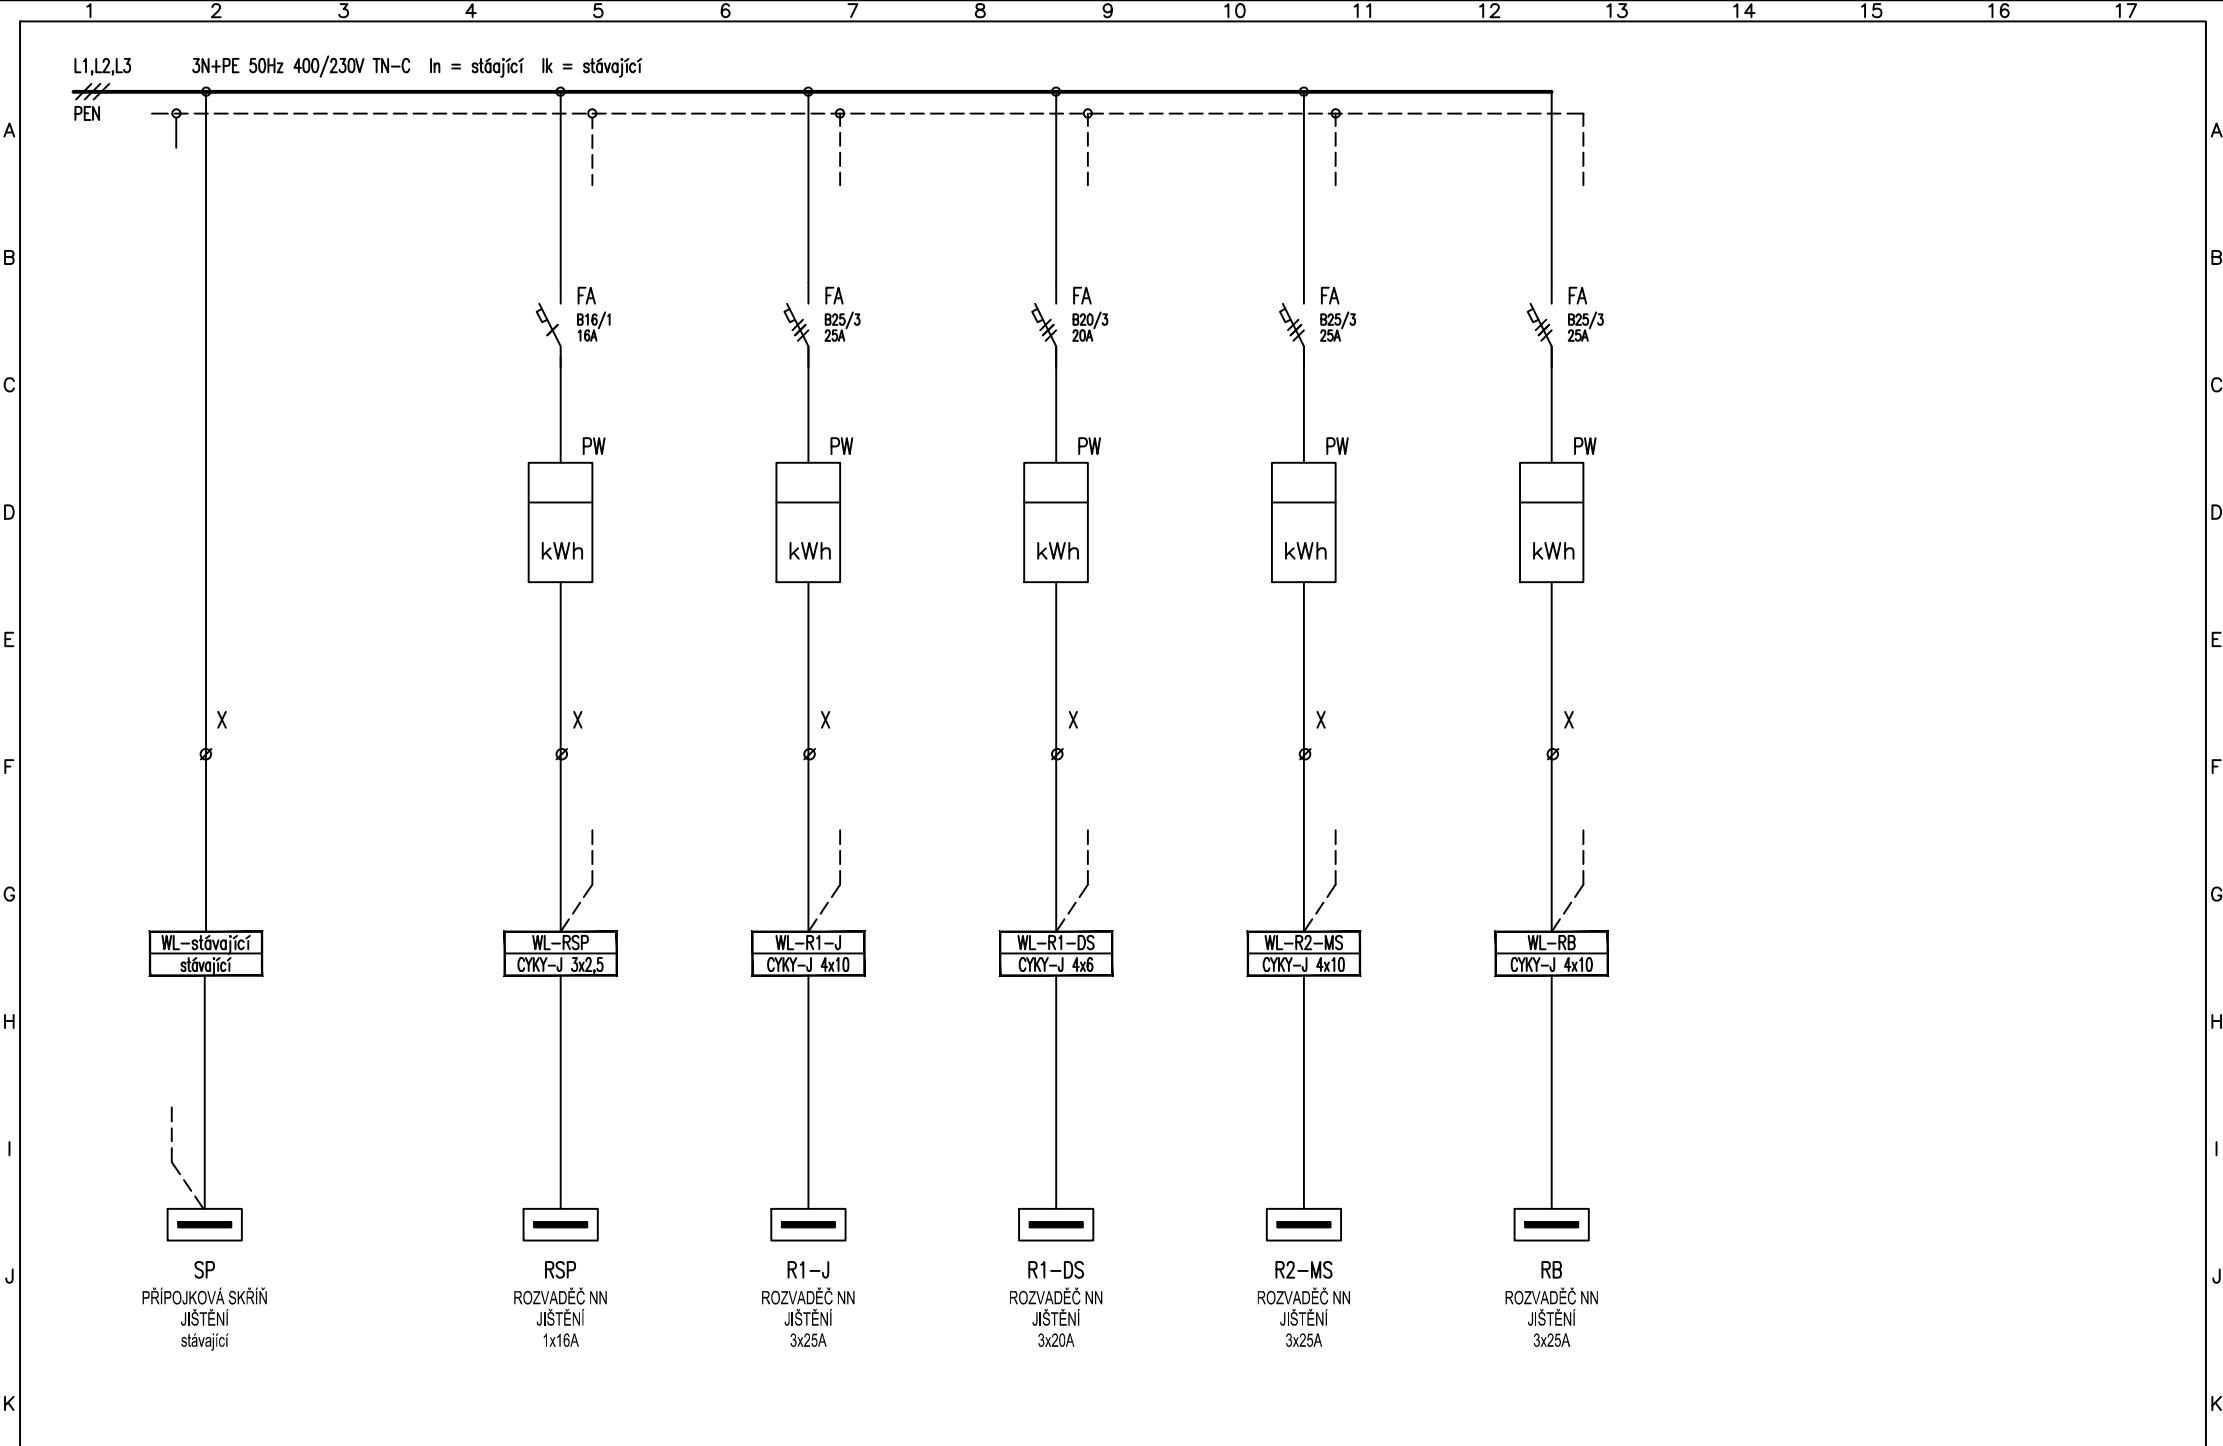 1 2 3 4 5 6 7 8 9 10 11 12 13 14 15 16 17
L1,L2,L3 3N+PE 50Hz 400/230V TN-C In = stáající Ik = stávající
PEN
A A
B B
FA FA FA FA FA
B16/1 B25/3 B20/3 B25/3 B25/3
16A 25A 20A 25A 25A
C C
PW PW PW PW PW
D D
kWh kWh kWh kWh kWh
E E
X X X X X X
F F
G G
WL-stávající WL-RSP WL-R1-J WL-R1-DS WL-R2-MS WL-RB
stávající CYKY-J 3x2,5 CYKY-J 4x10 CYKY-J 4x6 CYKY-J 4x10 CYKY-J 4x10
H H
I I
SP RSP R1-J R1-DS R2-MS RB
J J
PŘÍPOJKOVÁ SKŘÍŇ ROZVADĚČ NN ROZVADĚČ NN ROZVADĚČ NN ROZVADĚČ NN ROZVADĚČ NN
JIŠTĚNÍ JIŠTĚNÍ JIŠTĚNÍ JIŠTĚNÍ JIŠTĚNÍ JIŠTĚNÍ
stávající 1x16A 3x25A 3x20A 3x25A 3x25A
K K